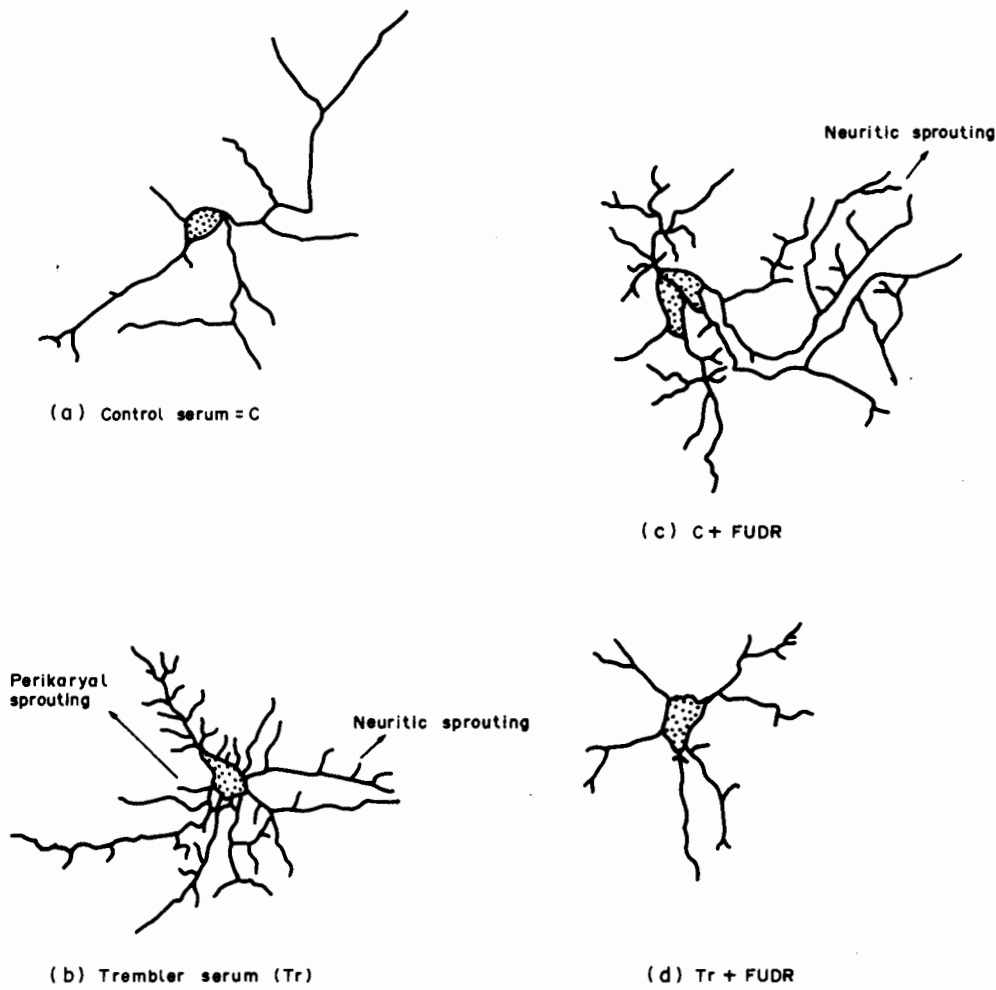 Neuritic sprouting
(a) Control serum = C
(c) C + FUDR
Perikaryal
sprouting
Neuritic sprouting
(b) Trembler serum (Tr)
(d) Tr + FUDR